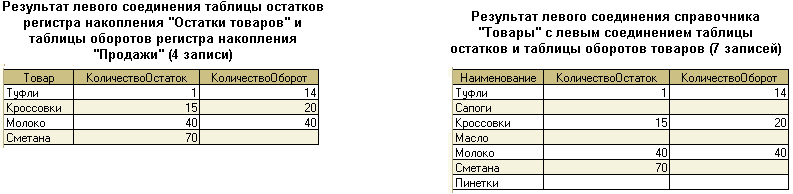 Результат левого соединения таблицы остатков
регистра накопления "Остатки товаров" и
таблицы оборотов регистра накопления
"Продажи" (4 записи)
Товар КоличествоОстаток КоличествоОборот
Туфли 1 14
Кроссовки 15 20
Молоко 40 40
Сметана 70
Результат левого соединения справочника
"Товары" с левым соединением таблицы
остатков и таблицы оборотов товаров (7 записей)
Наименование КоличествоОстаток КоличествоОборот
Туфли 1 14
Сапоги
Кроссовки 15 20
Масло
Молоко 40 40
Сметана 70
Пинетки